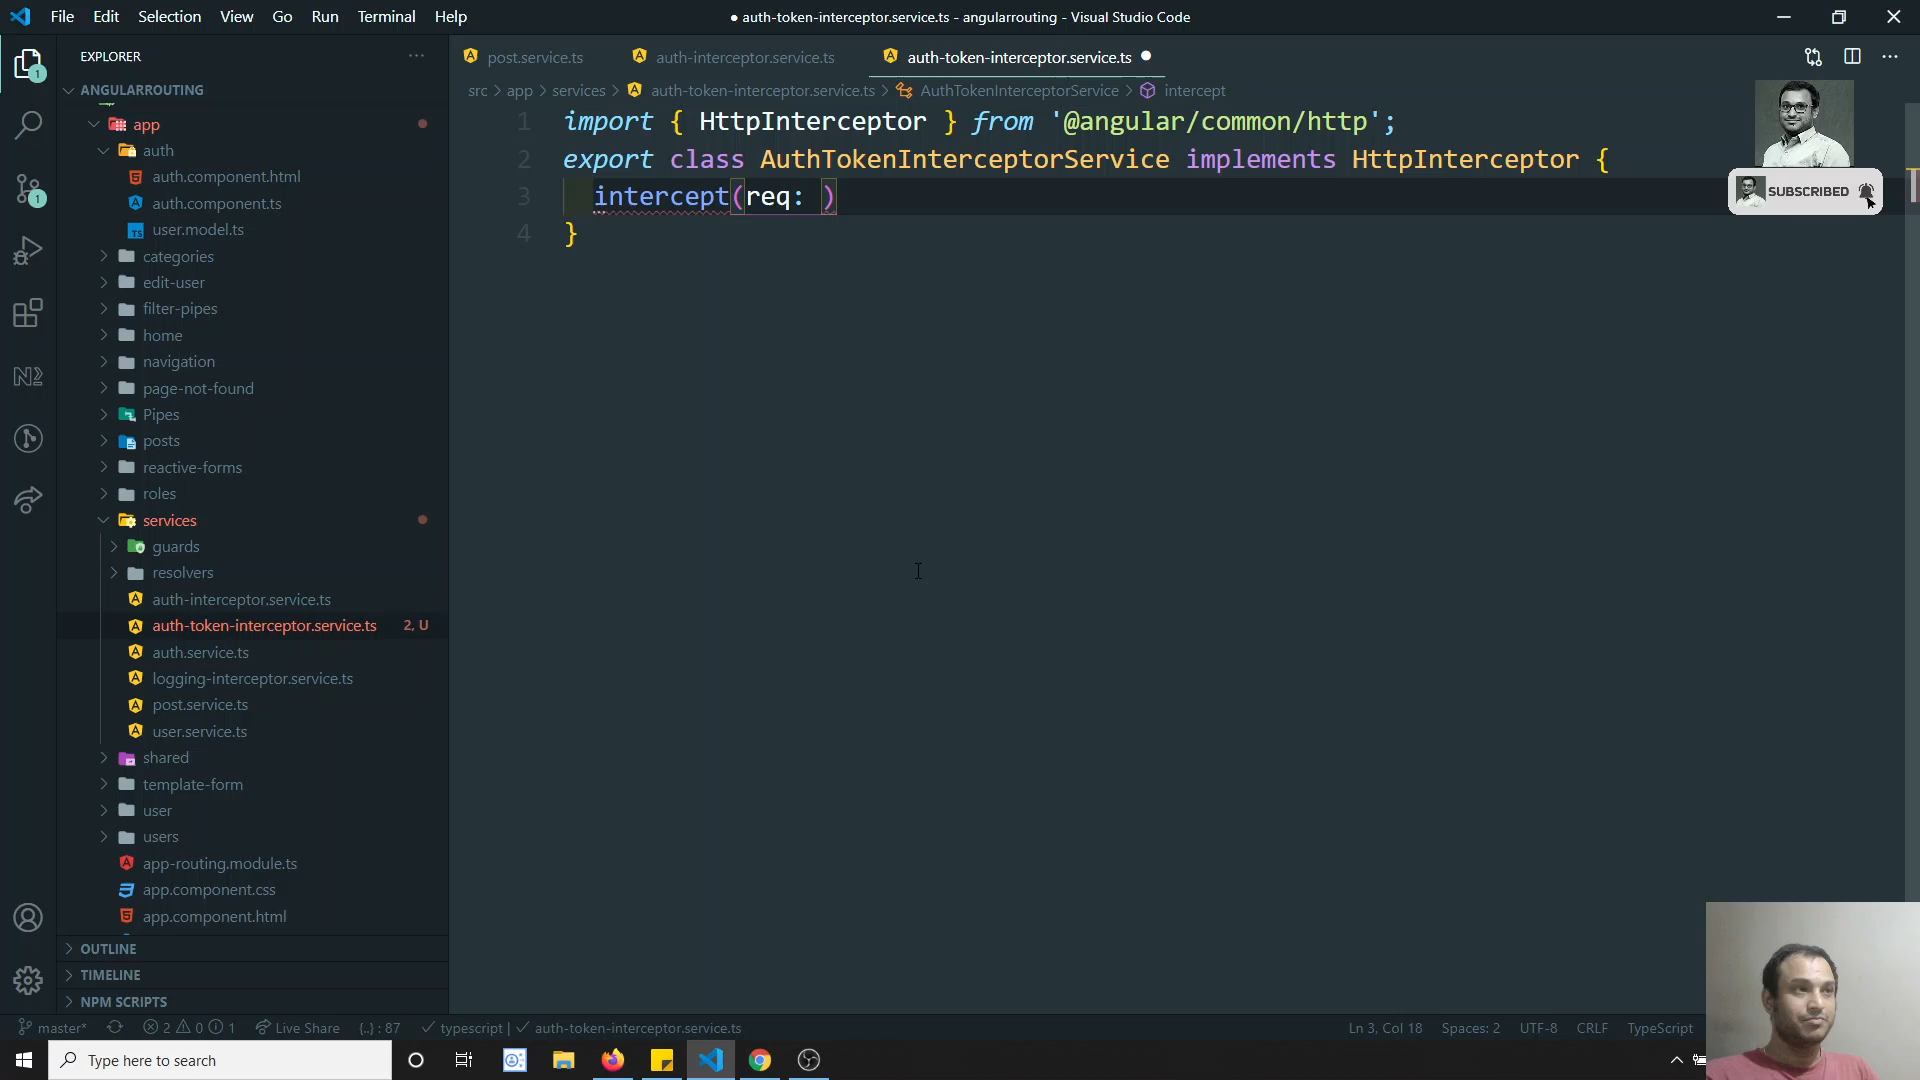 File Edit Selection View Go Run Terminal Help
● auth-token-interceptor.service.ts - angularrouting - Visual Studio Code
EXPLORER
ANGULARROUTING
app
auth
auth.component.html
auth.component.ts
user.model.ts
categories
edit-user
filter-pipes
home
navigation
page-not-found
Pipes
posts
reactive-forms
roles
services
guards
resolvers
auth-interceptor.service.ts
auth-token-interceptor.service.ts 2, U
auth.service.ts
logging-interceptor.service.ts
post.service.ts
user.service.ts
shared
template-form
user
users
app-routing.module.ts
app.component.css
app.component.html
OUTLINE
TIMELINE
NPM SCRIPTS
post.service.ts auth-interceptor.service.ts auth-token-interceptor.service.ts
src > app > services > auth-token-interceptor.service.ts > AuthTokenInterceptorService > intercept
1 import { HttpInterceptor } from '@angular/common/http';
2 export class AuthTokenInterceptorService implements HttpInterceptor {
3 intercept(req: )
4 }
SUBSCRIBED
master* 2 0 1 Live Share {..} : 87 typescript | auth-token-interceptor.service.ts Ln 3, Col 18 Spaces: 2 UTF-8 CRLF TypeScript
Type here to search